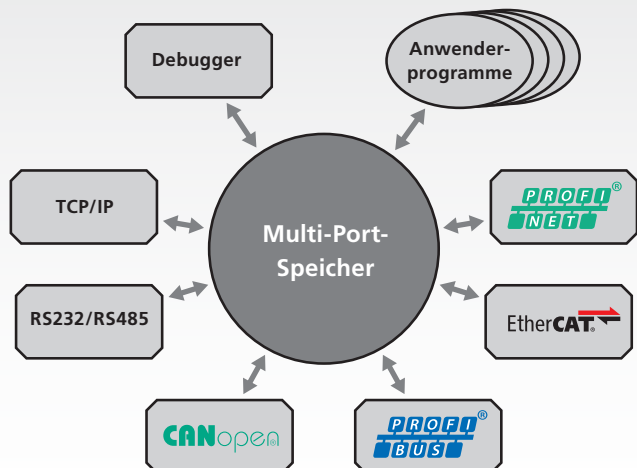 Debugger
Anwender-
programme
TCP/IP
PROFI®
NET
Multi-Port-
Speicher
RS232/RS485
EtherCAT®
CANopen®
PROFI®
BUS